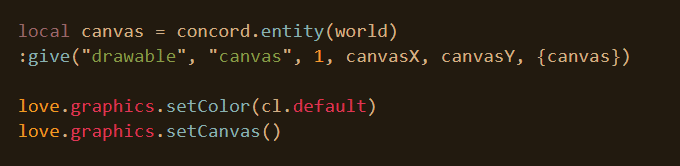 local canvas = concord.entity(world)
:give("drawable", "canvas", 1, canvasX, canvasY, {canvas})
love.graphics.setColor(cl.default)
love.graphics.setCanvas()